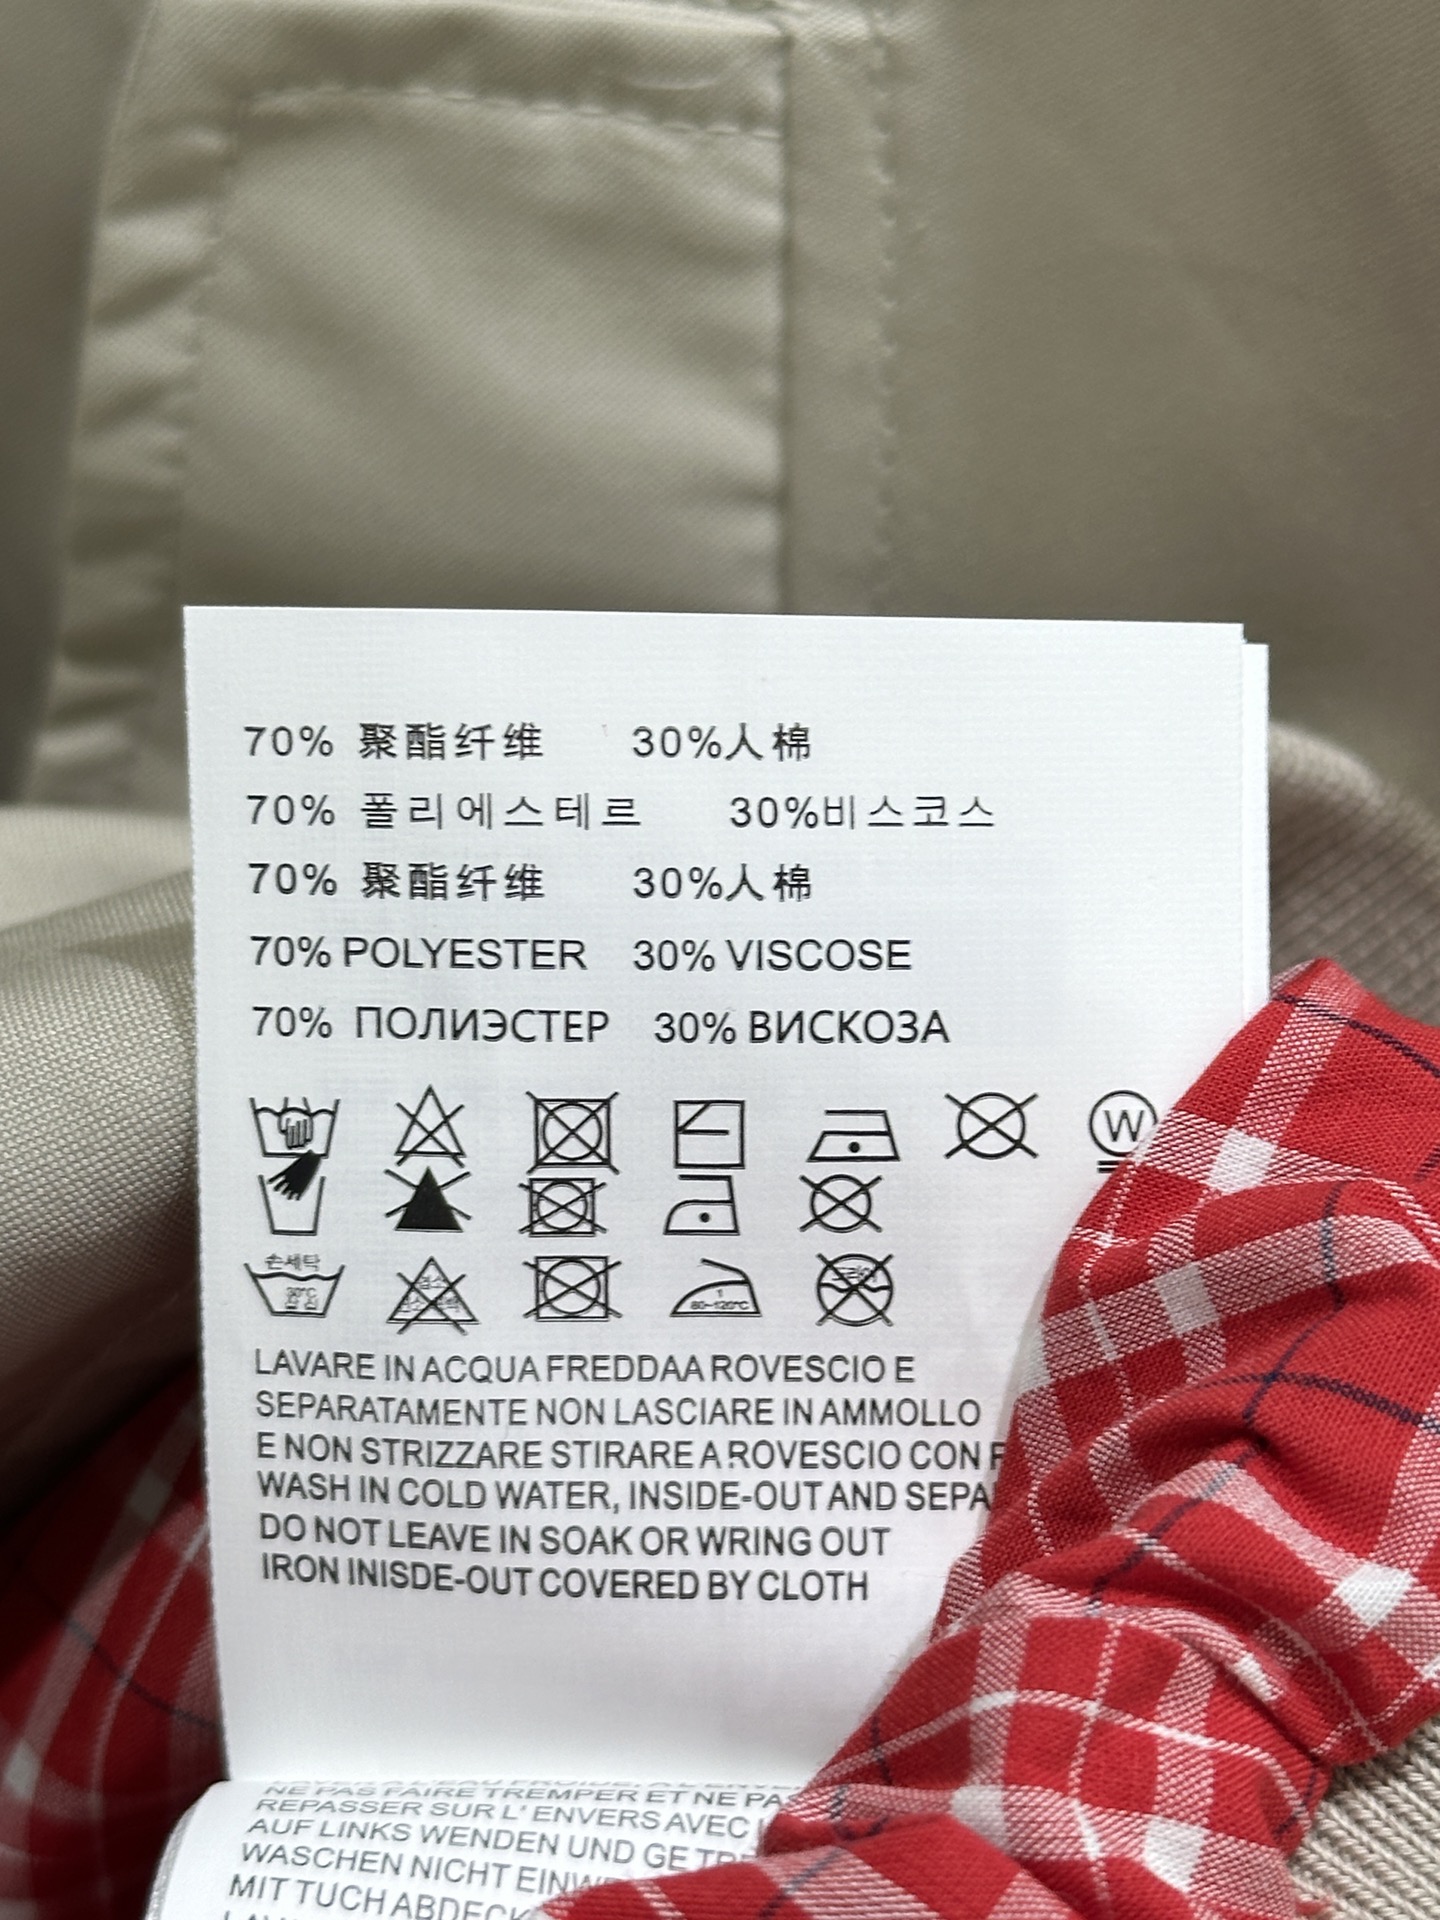 70% 聚酯纤维 30%人棉
70% 폴리에스테르 30%비스코스
70% 聚酯纤维 30%人棉
70% POLYESTER 30% VISCOSE
70% ПОЛИЭСТЕР 30% ВИСКОЗА
W
손세탁
30℃
1
80~120℃
LAVARE IN ACQUA FREDDAA ROVESCIO E
SEPARATAMENTE NON LASCIARE IN AMMOLLO
E NON STRIZZARE STIRARE A ROVESCIO CON
WASH IN COLD WATER, INSIDE-OUT AND SEPA
DO NOT LEAVE IN SOAK OR WRING OUT
IRON INISDE-OUT COVERED BY CLOTH
NE PAS FAIRE TREMPER ET NE PAS
REPASSER SUR L' ENVERS AVEC
AUF LINKS WENDEN UND GETRE
WASCHEN NICHT EINW
MIT TUCH ABDECK